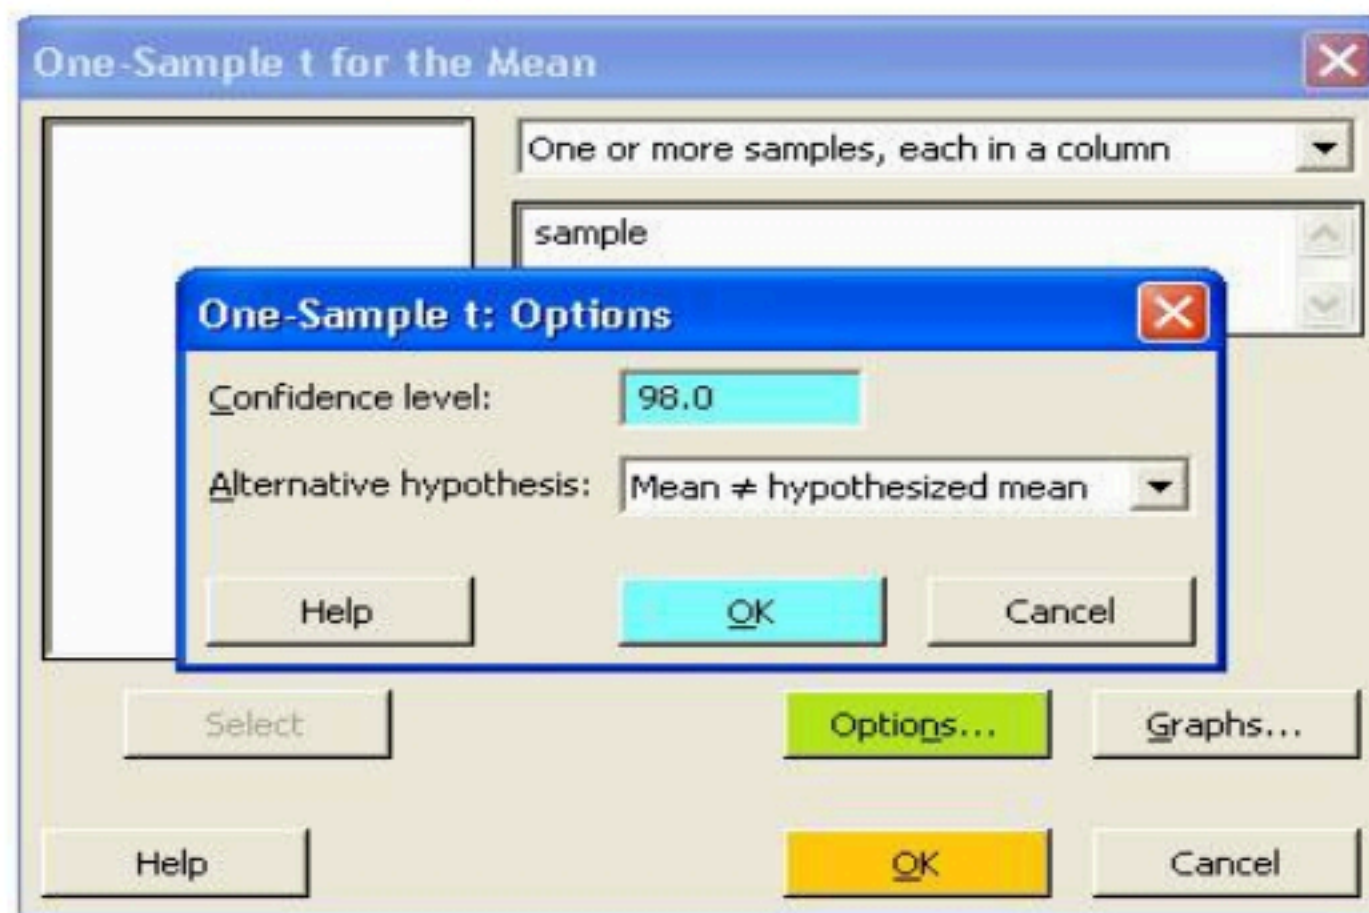 One-Sample t for the Mean
One or more samples, each in a column
sample
One-Sample t: Options
Confidence level: 98.0
Alternative hypothesis: Mean ≠ hypothesized mean
Help OK Cancel
Select Options... Graphs...
Help OK Cancel